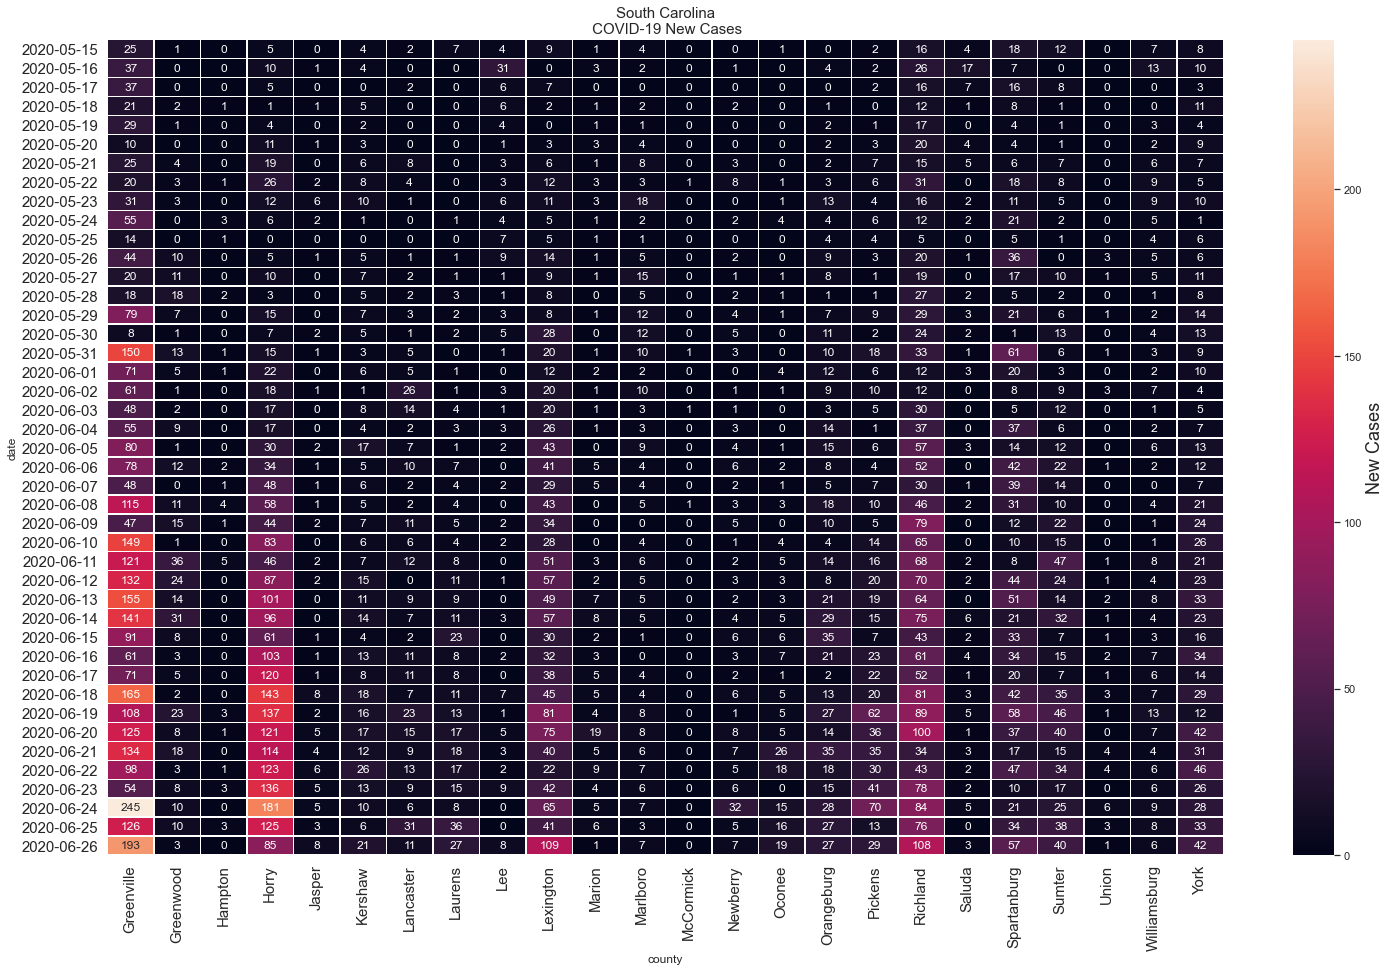 South Carolina
COVID-19 New Cases
2020-05-15 25 1 0 5 0 4 2 7 4 9 1 4 0 0 1 0 2 16 4 18 12 0 7 8
2020-05-16 37 0 0 10 1 4 0 0 31 0 3 2 0 1 0 4 2 26 17 7 0 0 13 10
2020-05-17 37 0 0 5 0 0 2 0 6 7 0 0 0 0 0 0 2 16 7 16 8 0 0 3
2020-05-18 21 2 1 1 1 5 0 0 6 2 1 2 0 2 0 1 0 12 1 8 1 0 0 11
2020-05-19 29 1 0 4 0 2 0 0 4 0 1 1 0 0 0 2 1 17 0 4 1 0 3 4
2020-05-20 10 0 0 11 1 3 0 0 1 3 3 4 0 0 0 2 3 20 4 4 1 0 2 9
2020-05-21 25 4 0 19 0 6 8 0 3 6 1 8 0 3 0 2 7 15 5 6 7 0 6 7
2020-05-22 20 3 1 26 2 8 4 0 3 12 3 3 1 8 1 3 6 31 0 18 8 0 9 5
2020-05-23 31 3 0 12 6 10 1 0 6 11 3 18 0 0 1 13 4 16 2 11 5 0 9 10
2020-05-24 55 0 3 6 2 1 0 1 4 5 1 2 0 2 4 4 6 12 2 21 2 0 5 1
2020-05-25 14 0 1 0 0 0 0 0 7 5 1 1 0 0 0 4 4 5 0 5 1 0 4 6
2020-05-26 44 10 0 5 1 5 1 1 9 14 1 5 0 2 0 9 3 20 1 36 0 3 5 6
2020-05-27 20 11 0 10 0 7 2 1 1 9 1 15 0 1 1 8 1 19 0 17 10 1 5 11
2020-05-28 18 18 2 3 0 5 2 3 1 8 0 5 0 2 1 1 1 27 2 5 2 0 1 8
2020-05-29 79 7 0 15 0 7 3 2 3 8 1 12 0 4 1 7 9 29 3 21 6 1 2 14
2020-05-30 8 1 0 7 2 5 1 2 5 28 0 12 0 5 0 11 2 24 2 1 13 0 4 13
2020-05-31 150 13 1 15 1 3 5 0 1 20 1 10 1 3 0 10 18 33 1 61 6 1 3 9
2020-06-01 71 5 1 22 0 6 5 1 0 12 2 2 0 0 4 12 6 12 3 20 3 0 2 10
2020-06-02 61 1 0 18 1 1 26 1 3 20 1 10 0 1 1 9 10 12 0 8 9 3 7 4
2020-06-03 48 2 0 17 0 8 14 4 1 20 1 3 1 1 0 3 5 30 0 5 12 0 1 5
2020-06-04 55 9 0 17 0 4 2 3 3 26 1 3 0 3 0 14 1 37 0 37 6 0 2 7
2020-06-05 80 1 0 30 2 17 7 1 2 43 0 9 0 4 1 15 6 57 3 14 12 0 6 13
2020-06-06 78 12 2 34 1 5 10 7 0 41 5 4 0 6 2 8 4 52 0 42 22 1 2 12
2020-06-07 48 0 1 48 1 6 2 4 2 29 5 4 0 2 1 5 7 30 1 39 14 0 0 7
2020-06-08 115 11 4 58 1 5 2 4 0 43 0 5 1 3 3 18 10 46 2 31 10 0 4 21
2020-06-09 47 15 1 44 2 7 11 5 2 34 0 0 0 5 0 10 5 79 0 12 22 0 1 24
2020-06-10 149 1 0 83 0 6 6 4 2 28 0 4 0 1 4 4 14 65 0 10 15 0 1 26
2020-06-11 121 36 5 46 2 7 12 8 0 51 3 6 0 2 5 14 16 68 2 8 47 1 8 21
2020-06-12 132 24 0 87 2 15 0 11 1 57 2 5 0 3 3 8 20 70 2 44 24 1 4 23
2020-06-13 155 14 0 101 0 11 9 9 0 49 7 5 0 2 3 21 19 64 0 51 14 2 8 33
2020-06-14 141 31 0 96 0 14 7 11 3 57 8 5 0 4 5 29 15 75 6 21 32 1 4 23
2020-06-15 91 8 0 61 1 4 2 23 0 30 2 1 0 6 6 35 7 43 2 33 7 1 3 16
2020-06-16 61 3 0 103 1 13 11 8 2 32 3 0 0 3 7 21 23 61 4 34 15 2 7 34
2020-06-17 71 5 0 120 1 8 11 8 0 38 5 4 0 2 1 2 22 52 1 20 7 1 6 14
2020-06-18 165 2 0 143 8 18 7 11 7 45 5 4 0 6 5 13 20 81 3 42 35 3 7 29
2020-06-19 108 23 3 137 2 16 23 13 1 81 4 8 0 1 5 27 62 89 5 58 46 1 13 12
2020-06-20 125 8 1 121 5 17 15 17 5 75 19 8 0 8 5 14 36 100 1 37 40 0 7 42
2020-06-21 134 18 0 114 4 12 9 18 3 40 5 6 0 7 26 35 35 34 3 17 15 4 4 31
2020-06-22 98 3 1 123 6 26 13 17 2 22 9 7 0 5 18 18 30 43 2 47 34 4 6 46
2020-06-23 54 8 3 136 5 13 9 15 9 42 4 6 0 6 0 15 41 78 2 10 17 0 6 26
2020-06-24 245 10 0 181 5 10 6 8 0 65 5 7 0 32 15 28 70 84 5 21 25 6 9 28
2020-06-25 126 10 3 125 3 6 31 36 0 41 6 3 0 5 16 27 13 76 0 34 38 3 8 33
2020-06-26 193 3 0 85 8 21 11 27 8 109 1 7 0 7 19 27 29 108 3 57 40 1 6 42
date
Greenville Greenwood Hampton Horry Jasper Kershaw Lancaster Laurens Lee Lexington Marion Marlboro McCormick Newberry Oconee Orangeburg Pickens Richland Saluda Spartanburg Sumter Union Williamsburg York
county
200
150
100
50
0
New Cases